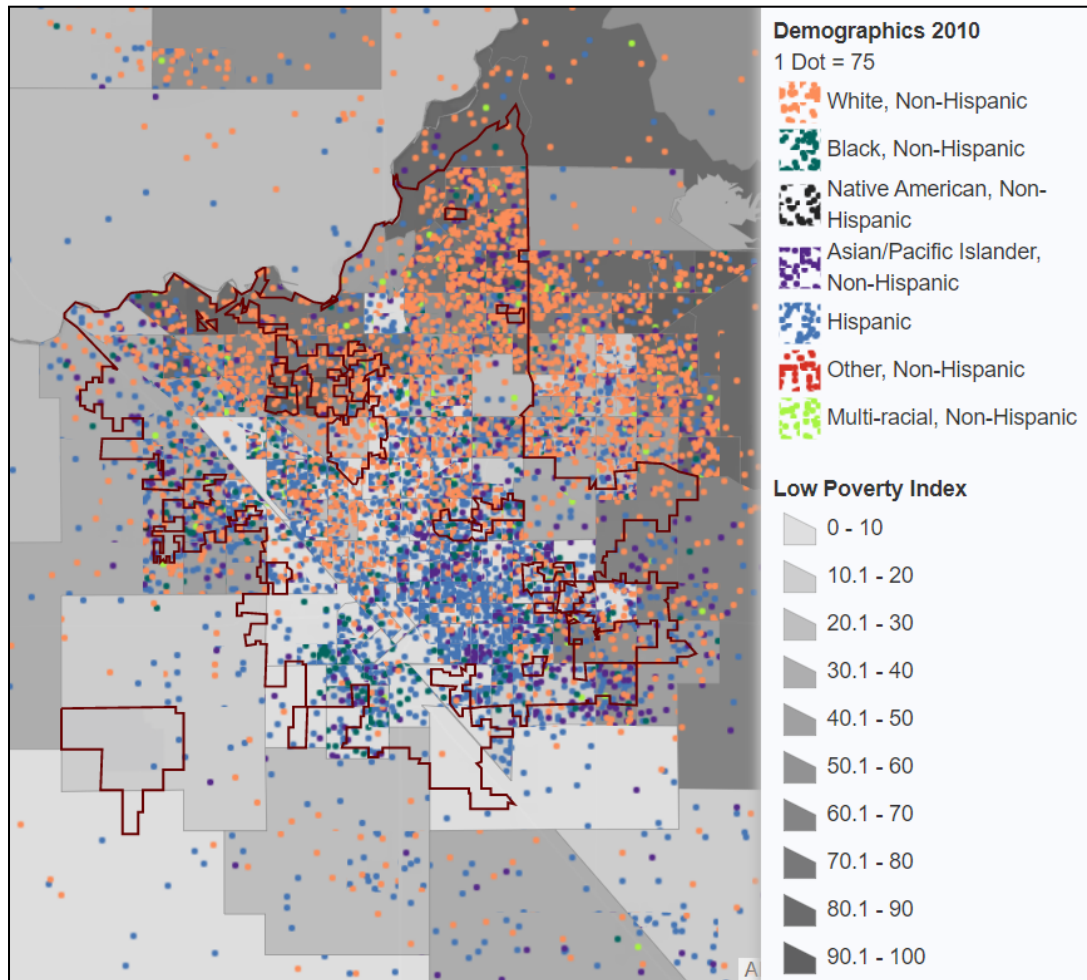 Demographics 2010
1 Dot = 75
White, Non-Hispanic
Black, Non-Hispanic
Native American, Non-
Hispanic
Asian/Pacific Islander,
Non-Hispanic
Hispanic
Other, Non-Hispanic
Multi-racial, Non-Hispanic
Low Poverty Index
0 - 10
10.1 - 20
20.1 - 30
30.1 - 40
40.1 - 50
50.1 - 60
60.1 - 70
70.1 - 80
80.1 - 90
90.1 - 100
A